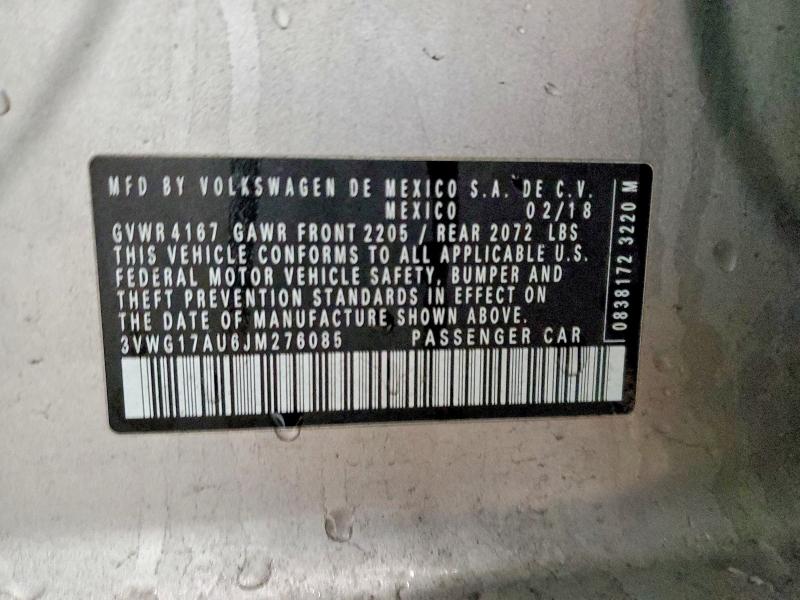 MFD BY VOLKSWAGEN DE MEXICO S.A. DE C.V.
MEXICO 02/18
GVWR 4167 GAWR FRONT 2205 / REAR 2072 LBS
THIS VEHICLE CONFORMS TO ALL APPLICABLE U.S.
FEDERAL MOTOR VEHICLE SAFETY, BUMPER AND
THEFT PREVENTION STANDARDS IN EFFECT ON
THE DATE OF MANUFACTURE SHOWN ABOVE.
3VWG17AU6JM276085 PASSENGER CAR
0838172 3220 M